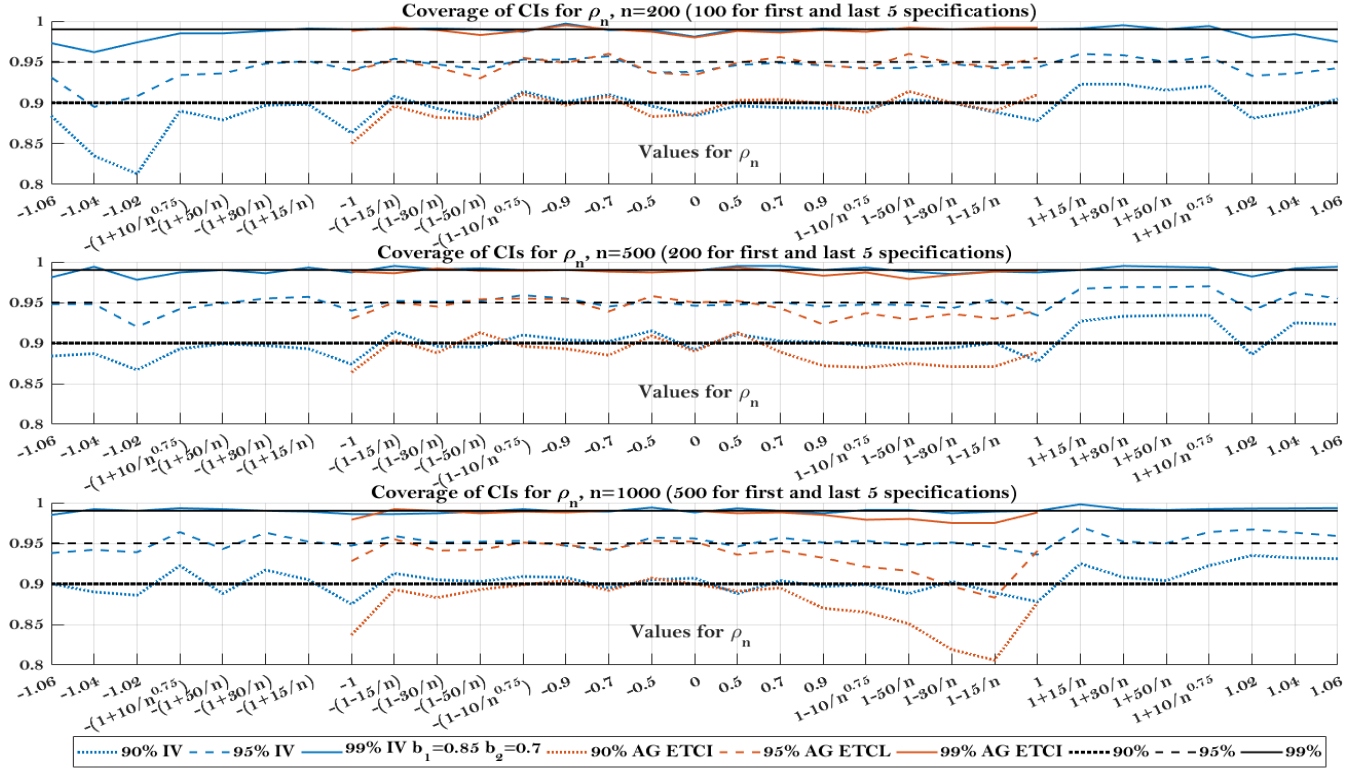 Coverage of CIs for ρn, n=200 (100 for first and last 5 specifications)
1
0.95
0.9
0.85
0.8
Values for ρn
-1.06 -1.04 -1.02 -(1+10/n^0.75) -(1+50/n) -(1+30/n) -(1+15/n) -1 -(1-15/n) -(1-30/n) -(1-50/n) -(1-10/n^0.75) -0.9 -0.7 -0.5 0 0.5 0.7 0.9 1-10/n^0.75 1-50/n 1-30/n 1-15/n 1 1+15/n 1+30/n 1+50/n 1+10/n^0.75 1.02 1.04 1.06
Coverage of CIs for ρn, n=500 (200 for first and last 5 specifications)
1
0.95
0.9
0.85
0.8
Values for ρn
-1.06 -1.04 -1.02 -(1+10/n^0.75) -(1+50/n) -(1+30/n) -(1+15/n) -1 -(1-15/n) -(1-30/n) -(1-50/n) -(1-10/n^0.75) -0.9 -0.7 -0.5 0 0.5 0.7 0.9 1-10/n^0.75 1-50/n 1-30/n 1-15/n 1 1+15/n 1+30/n 1+50/n 1+10/n^0.75 1.02 1.04 1.06
Coverage of CIs for ρn, n=1000 (500 for first and last 5 specifications)
1
0.95
0.9
0.85
0.8
Values for ρn
-1.06 -1.04 -1.02 -(1+10/n^0.75) -(1+50/n) -(1+30/n) -(1+15/n) -1 -(1-15/n) -(1-30/n) -(1-50/n) -(1-10/n^0.75) -0.9 -0.7 -0.5 0 0.5 0.7 0.9 1-10/n^0.75 1-50/n 1-30/n 1-15/n 1 1+15/n 1+30/n 1+50/n 1+10/n^0.75 1.02 1.04 1.06
90% IV 95% IV 99% IV b1=0.85 b2=0.7 90% AG ETCI 95% AG ETCL 99% AG ETCI 90% 95% 99%